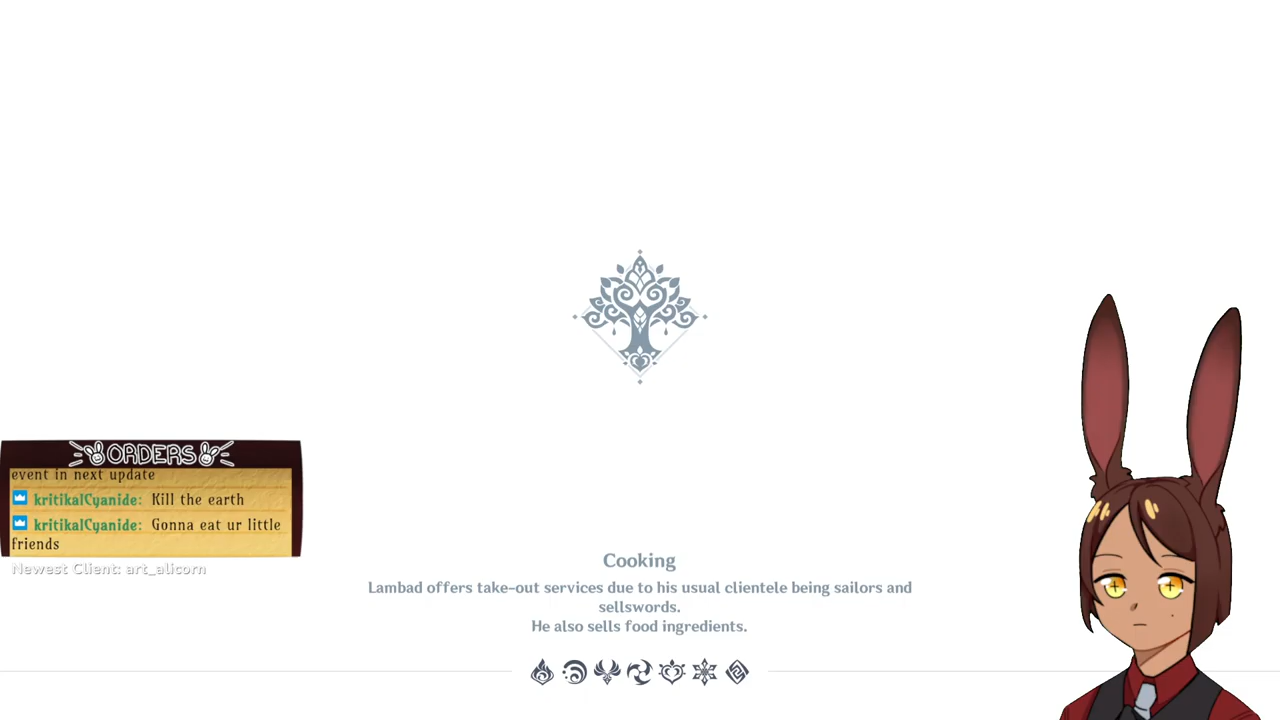 ORDERS
event in next update
kritikalCyanide: Kill the earth
kritikalCyanide: Gonna eat ur little
friends
Newest Client: art_alicorn
Cooking
Lambad offers take-out services due to his usual clientele being sailors and
sellswords.
He also sells food ingredients.